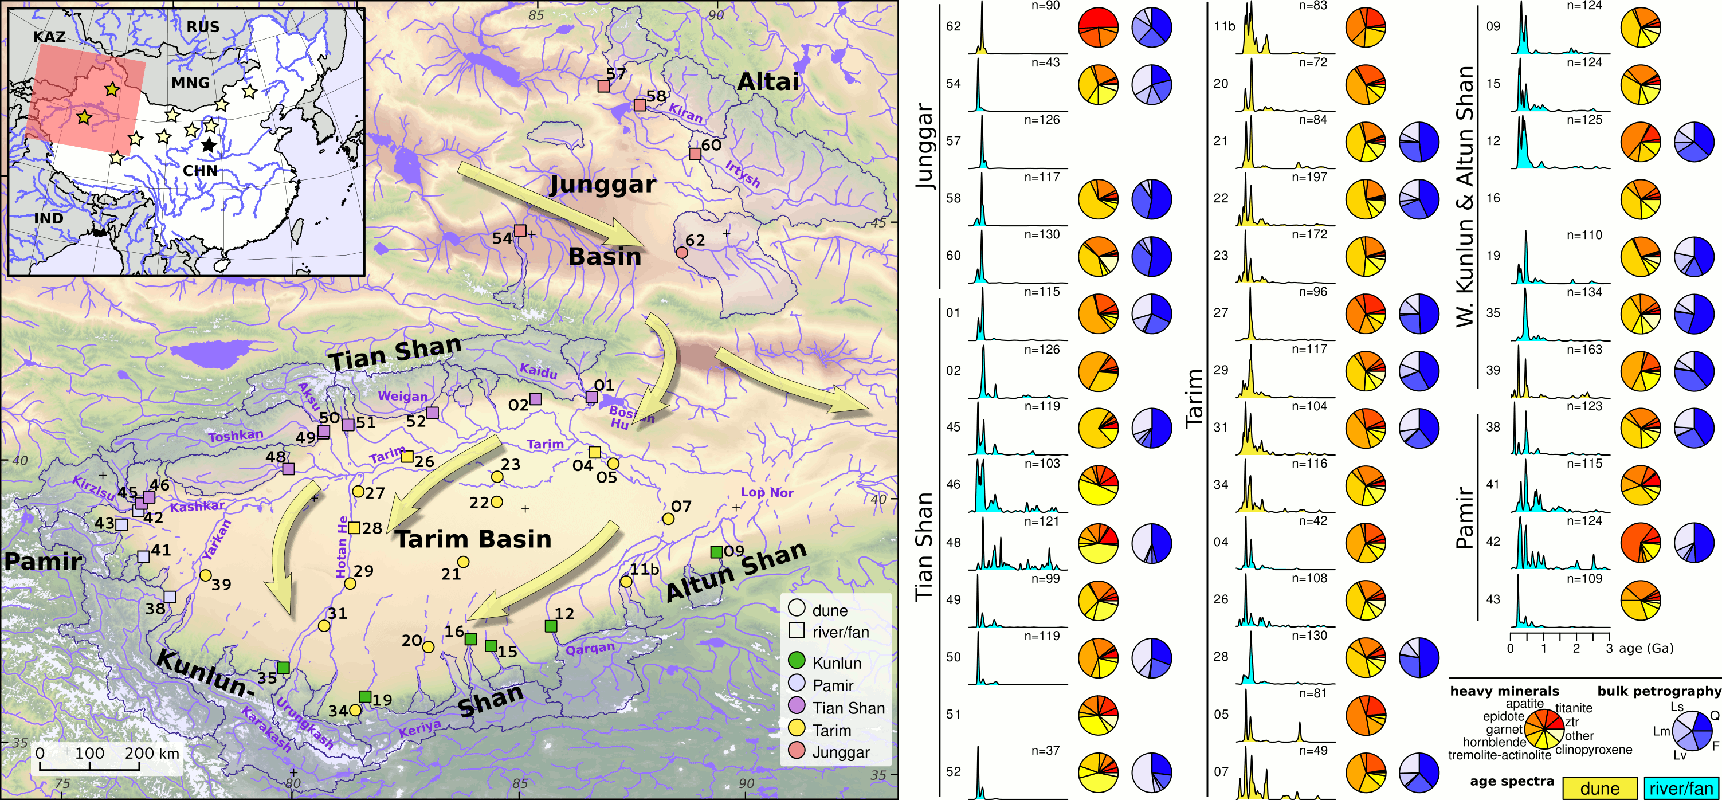 RUS
KAZ
MNG
CHN
IND
85
90
57
58
Altai
Kiran
60
Irtysh
Junggar
45
54
62
Basin
Tian Shan
Kaidu
01
Weigan
02
Aksu
50
51
52
Hu
Toshkan
49
Tarim
Tarim
40
48
26
23
04
05
Lop Nor
Kirzisu
45
46
27
22
07
40
43
42
Kashkar
28
Tarim Basin
Pamir
41
Yarkan
Hotan He
29
21
11b
09
Altun Shan
39
38
31
20
16
12
15
Qarqan
Kunlun-
35
19
34
Shan
Karakash
Urungkash
Keriya
dune
river/fan
Kunlun
Pamir
Tian Shan
Tarim
Junggar
0 100 200 km
35
75
80
85
90
35
Junggar
62 n=90
54 n=43
57 n=126
58 n=117
60 n=130
Tian Shan
01 n=115
02 n=126
45 n=119
46 n=103
48 n=121
49 n=99
50 n=119
51
52 n=37
Tarim
11b n=83
20 n=72
21 n=84
22 n=197
23 n=172
27 n=96
29 n=117
31 n=104
34 n=116
04 n=42
26 n=108
28 n=130
05 n=81
07 n=49
W. Kunlun & Altun Shan
09 n=124
15 n=124
12 n=125
16
19 n=110
35 n=134
39 n=163
Pamir
38 n=123
41 n=115
42 n=124
43 n=109
0 1 2 3 age (Ga)
heavy minerals
apatite
titanite
epidote
ztr
garnet
other
hornblende
clinopyroxene
tremolite-actinolite
bulk petrography
Ls
Q
Lm
F
Lv
age spectra
dune
river/fan